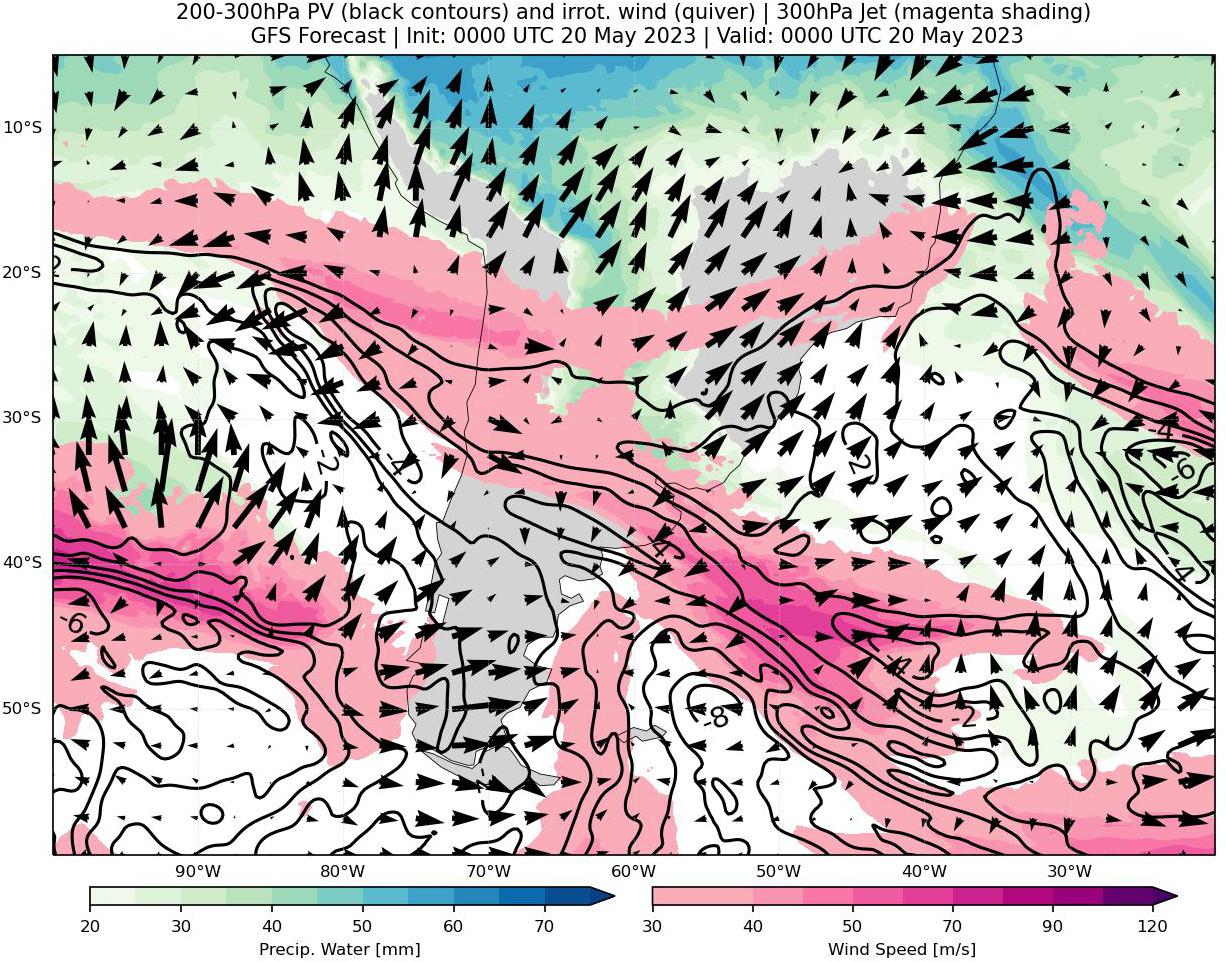 200-300hPa PV (black contours) and irrot. wind (quiver) | 300hPa Jet (magenta shading)
GFS Forecast | Init: 0000 UTC 20 May 2023 | Valid: 0000 UTC 20 May 2023
10°S
20°S
-4
30°S
-2
-4
2
-6
-4
40°S
-4
-6
-4
0
50°S
-8
-2
-2
90°W 80°W 70°W 60°W 50°W 40°W 30°W
20 30 40 50 60 70 30 40 50 70 90 120
Precip. Water [mm] Wind Speed [m/s]